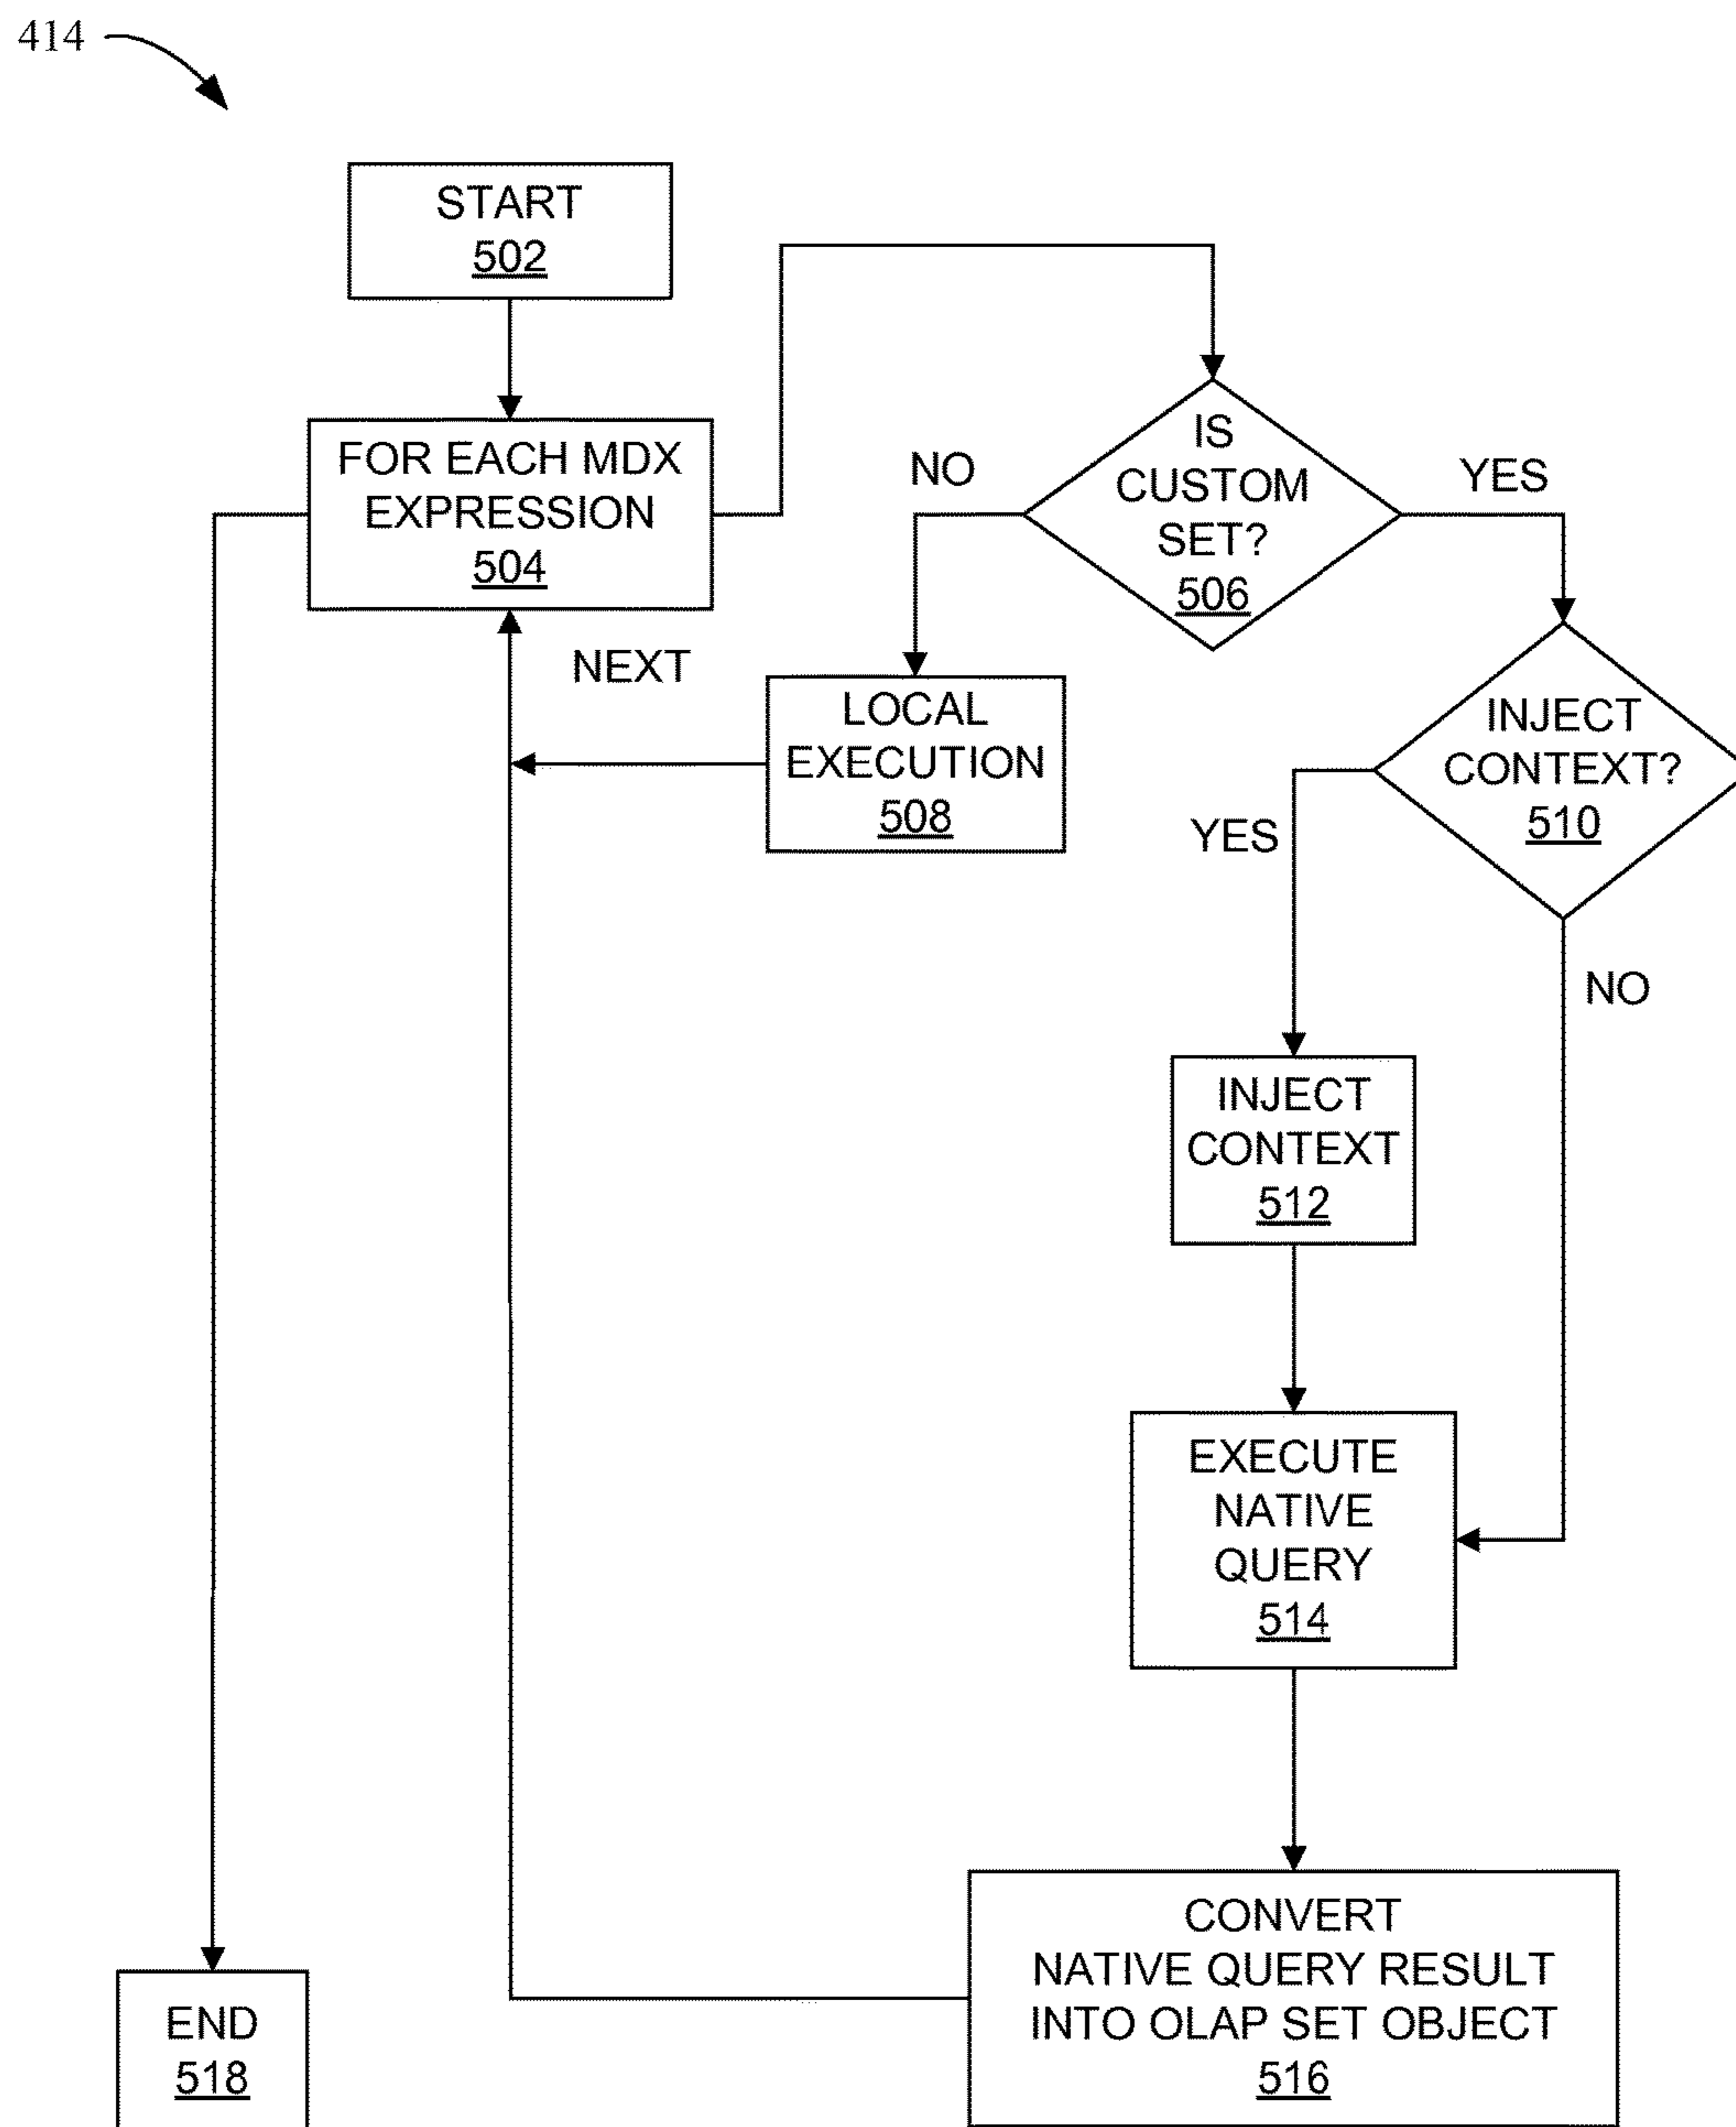 414
START
502
FOR EACH MDX
EXPRESSION
504
IS
CUSTOM
SET?
506
NO
YES
NEXT
LOCAL
EXECUTION
508
INJECT
CONTEXT?
510
YES
NO
INJECT
CONTEXT
512
EXECUTE
NATIVE
QUERY
514
CONVERT
NATIVE QUERY RESULT
INTO OLAP SET OBJECT
516
END
518